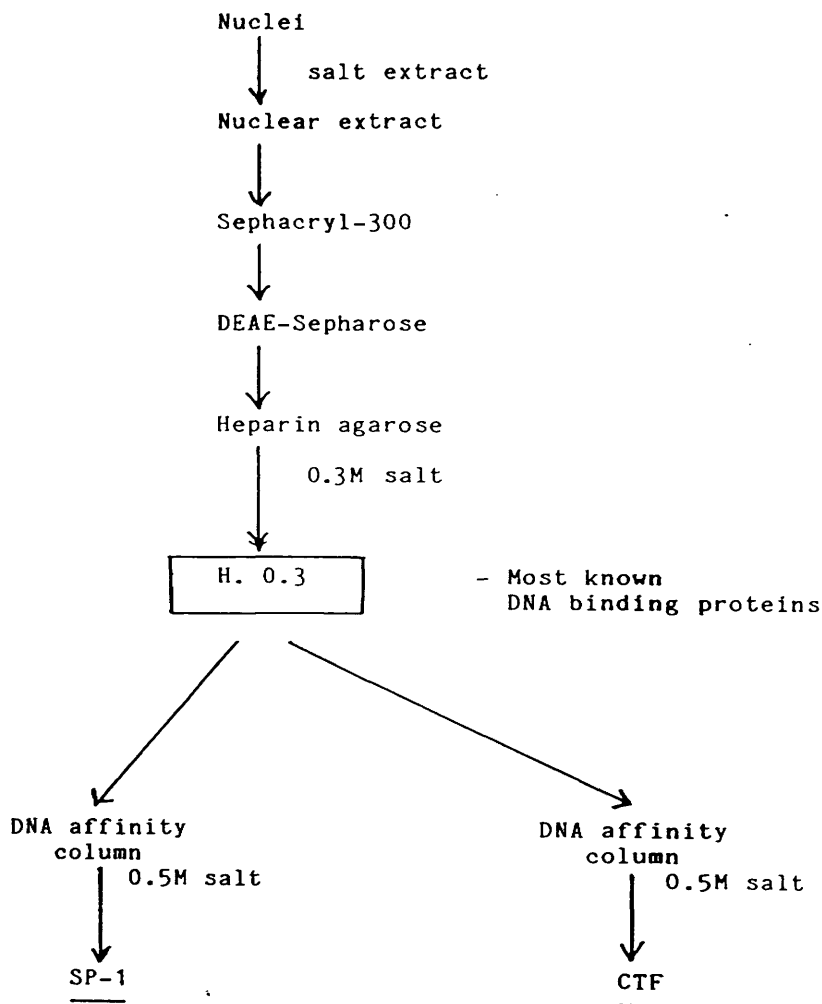 Nuclei
salt extract
Nuclear extract
Sephacryl-300
DEAE-Sepharose
Heparin agarose
0.3M salt
H. 0.3
- Most known
DNA binding proteins
DNA affinity
column
0.5M salt
SP-1
DNA affinity
column
0.5M salt
CTF